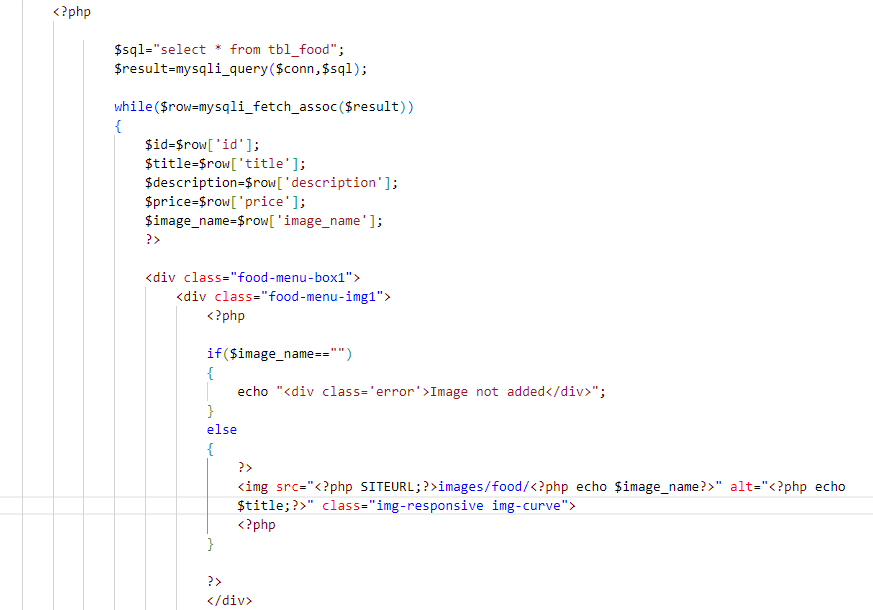 <?php
$sql="select * from tbl_food";
$result=mysqli_query($conn,$sql);
while($row=mysqli_fetch_assoc($result))
{
$id=$row['id'];
$title=$row['title'];
$description=$row['description'];
$price=$row['price'];
$image_name=$row['image_name'];
?>
<div class="food-menu-box1">
<div class="food-menu-img1">
<?php
if($image_name=="")
{
echo "<div class='error'>Image not added</div>";
}
else
{
?>
<img src="<?php SITEURL;?>images/food/<?php echo $image_name?>" alt="<?php echo
$title;?>" class="img-responsive img-curve">
<?php
}
?>
</div>